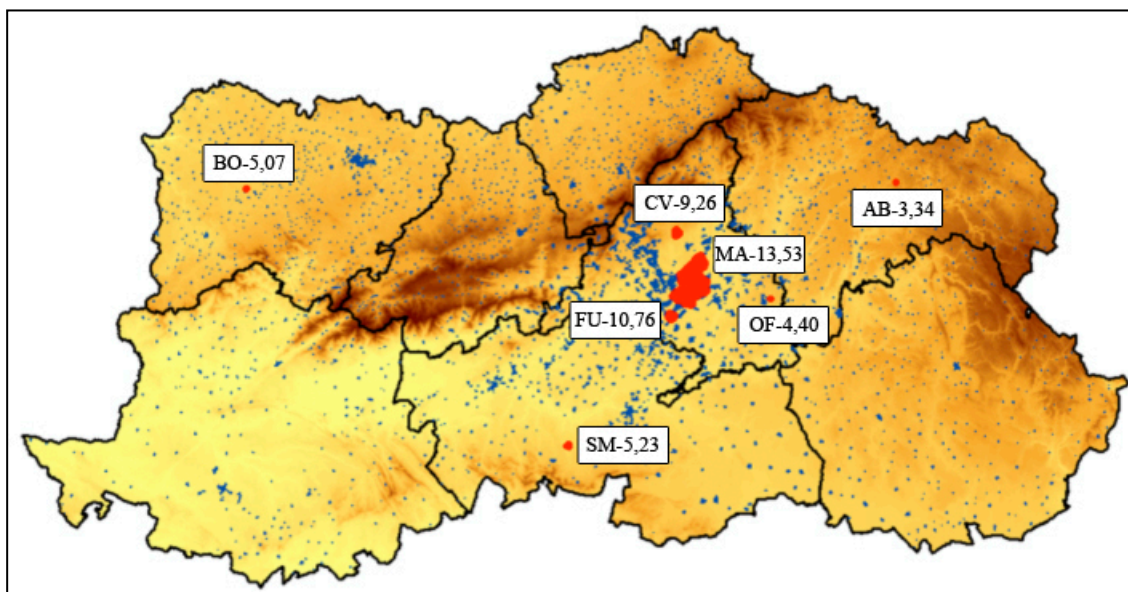 BO-5,07
CV-9,26
AB-3,34
MA-13,53
FU-10,76
OF-4,40
SM-5,23